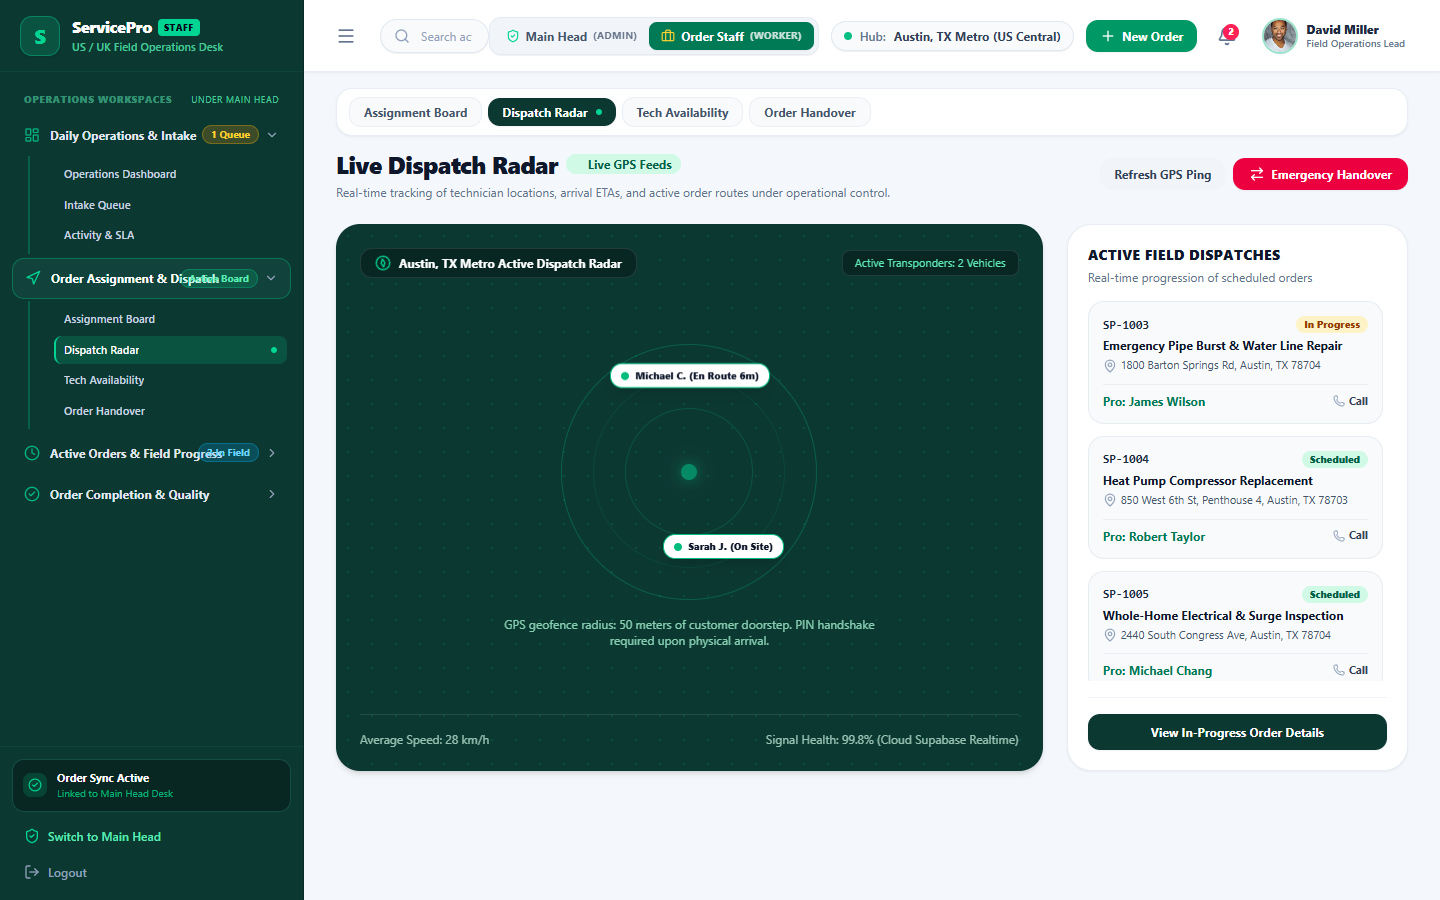 S
ServicePro STAFF
US / UK Field Operations Desk
OPERATIONS WORKSPACES UNDER MAIN HEAD
Daily Operations & Intake 1 Queue
Operations Dashboard
Intake Queue
Activity & SLA
Order Assignment & Dispatch Board
Assignment Board
Dispatch Radar
Tech Availability
Order Handover
Active Orders & Field Progress In Field
Order Completion & Quality
Order Sync Active
Linked to Main Head Desk
Switch to Main Head
Logout
Search ac
Main Head (ADMIN)
Order Staff (WORKER)
Hub: Austin, TX Metro (US Central)
New Order
2
David Miller
Field Operations Lead
Assignment Board
Dispatch Radar
Tech Availability
Order Handover
Live Dispatch Radar Live GPS Feeds
Real-time tracking of technician locations, arrival ETAs, and active order routes under operational control.
Refresh GPS Ping
Emergency Handover
Austin, TX Metro Active Dispatch Radar
Active Transponders: 2 Vehicles
Michael C. (En Route 6m)
Sarah J. (On Site)
GPS geofence radius: 50 meters of customer doorstep. PIN handshake
required upon physical arrival.
Average Speed: 28 km/h
Signal Health: 99.8% (Cloud Supabase Realtime)
ACTIVE FIELD DISPATCHES
Real-time progression of scheduled orders
SP-1003 In Progress
Emergency Pipe Burst & Water Line Repair
1800 Barton Springs Rd, Austin, TX 78704
Pro: James Wilson Call
SP-1004 Scheduled
Heat Pump Compressor Replacement
850 West 6th St, Penthouse 4, Austin, TX 78703
Pro: Robert Taylor Call
SP-1005 Scheduled
Whole-Home Electrical & Surge Inspection
2440 South Congress Ave, Austin, TX 78704
Pro: Michael Chang Call
View In-Progress Order Details